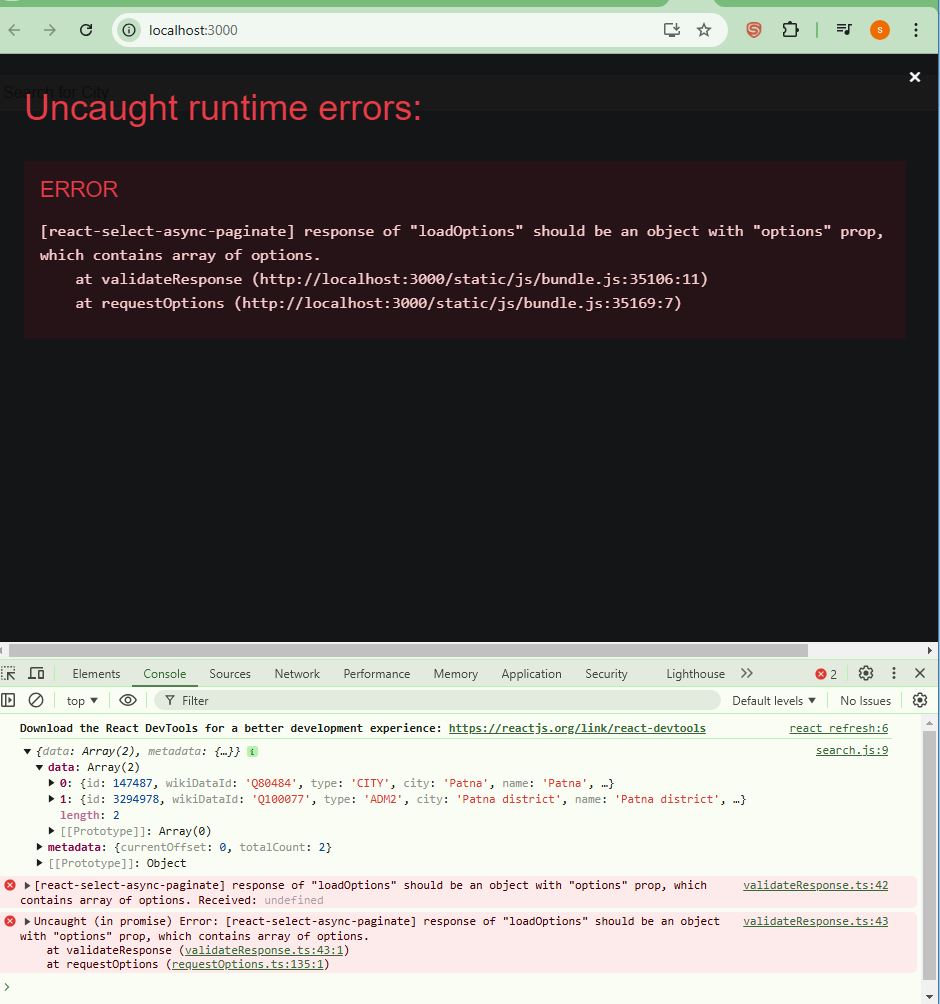 localhost:3000
S
s
Search for City
Uncaught runtime errors:
ERROR
[react-select-async-paginate] response of "loadOptions" should be an object with "options" prop,
which contains array of options.
at validateResponse (http://localhost:3000/static/js/bundle.js:35106:11)
at requestOptions (http://localhost:3000/static/js/bundle.js:35169:7)
Elements Console Sources Network Performance Memory Application Security Lighthouse 2
top Filter Default levels No Issues
Download the React DevTools for a better development experience: https://reactjs.org/link/react-devtools react refresh:6
{data: Array(2), metadata: {…}} i search.js:9
data: Array(2)
0: {id: 147487, wikiDataId: 'Q80484', type: 'CITY', city: 'Patna', name: 'Patna', …}
1: {id: 3294978, wikiDataId: 'Q100077', type: 'ADM2', city: 'Patna district', name: 'Patna district', …}
length: 2
[[Prototype]]: Array(0)
metadata: {currentOffset: 0, totalCount: 2}
[[Prototype]]: Object
[react-select-async-paginate] response of "loadOptions" should be an object with "options" prop, which validateResponse.ts:42
contains array of options. Received: undefined
Uncaught (in promise) Error: [react-select-async-paginate] response of "loadOptions" should be an object validateResponse.ts:43
with "options" prop, which contains array of options.
at validateResponse (validateResponse.ts:43:1)
at requestOptions (requestOptions.ts:135:1)